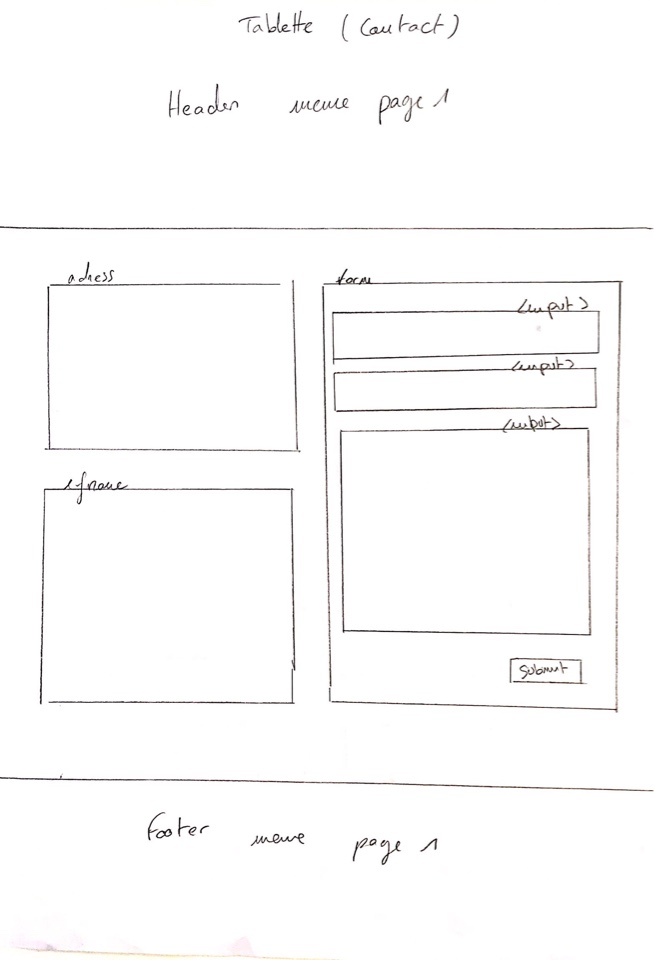 Tablette (Contact)
Header meme page 1
adress
form
<input>
<input>
<input>
iframe
Submit
Footer meme page 1